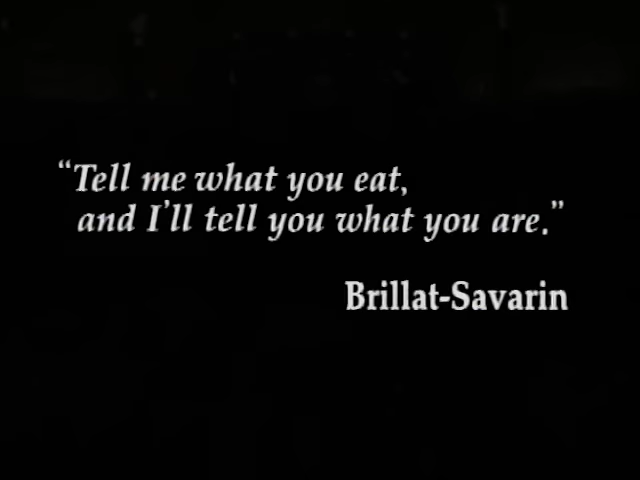 “Tell me what you eat,
and I’ll tell you what you are.”
Brillat-Savarin